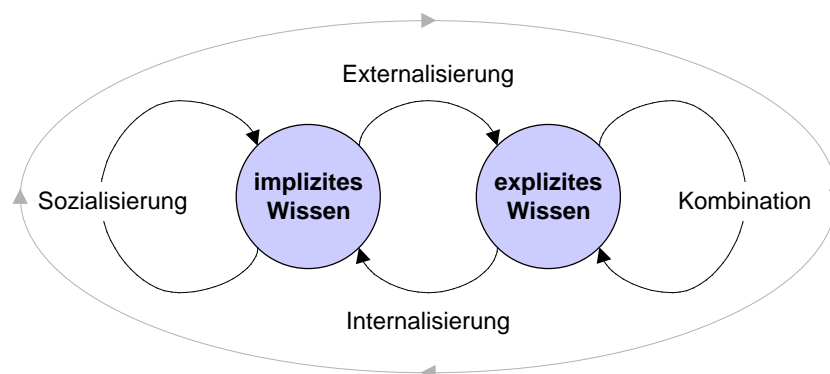 Externalisierung
Sozialisierung
implizites
Wissen
explizites
Wissen
Kombination
Internalisierung